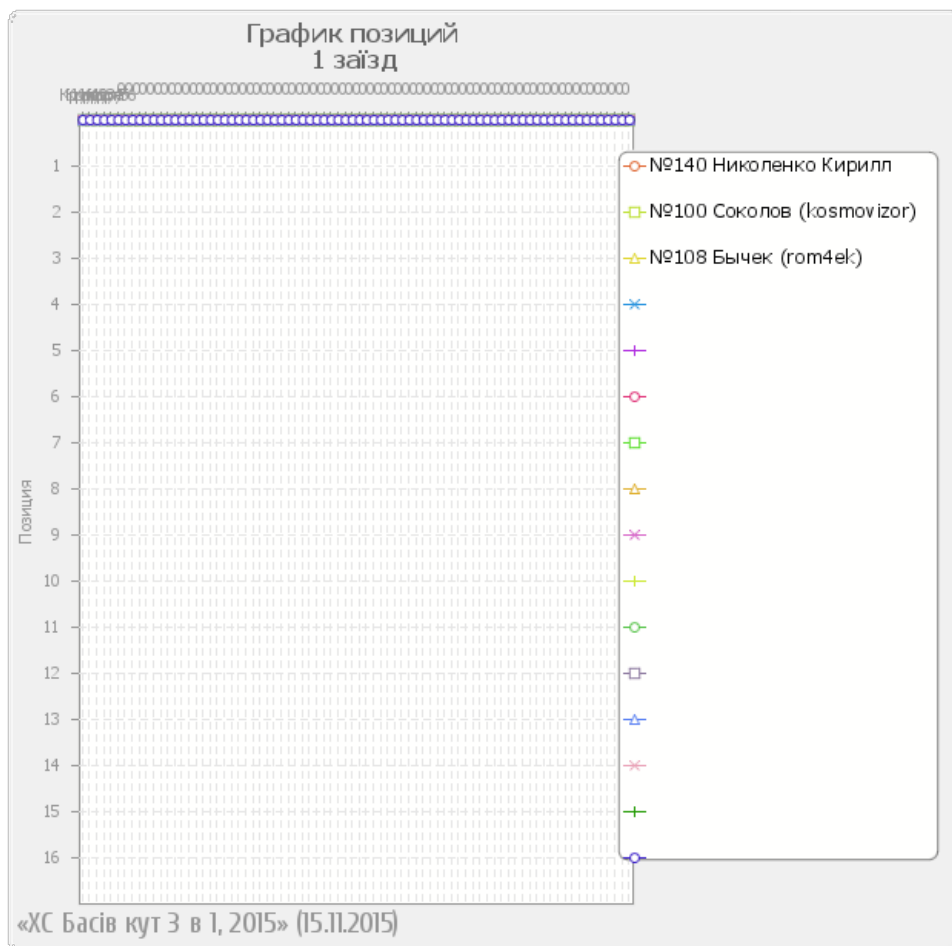 График позиций
1 заїзд
1
№140 Николенко Кирилл
2
№100 Соколов (kosmovizor)
3
№108 Бычек (rom4ek)
4
5
6
7
8
Позиция
9
10
11
12
13
14
15
16
«ХС Басів кут 3 в 1, 2015» (15.11.2015)